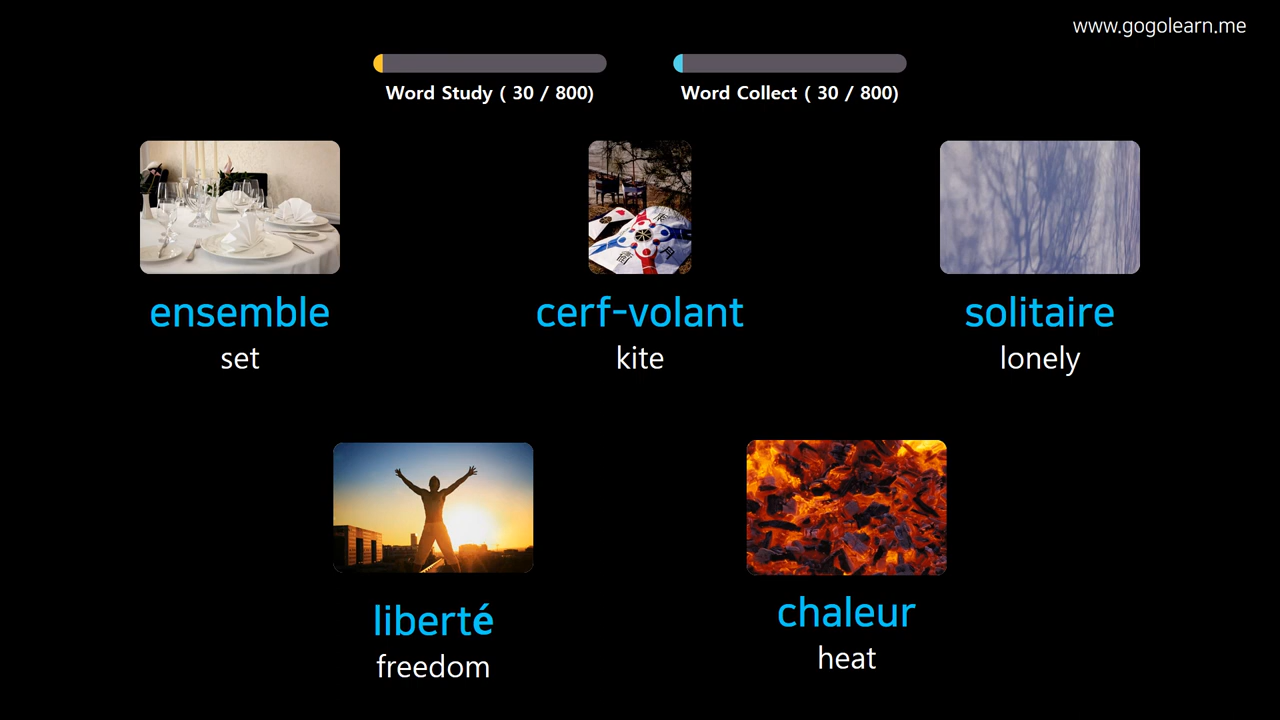 www.gogolearn.me
Word Study ( 30 / 800)
Word Collect ( 30 / 800)
ensemble
set
cerf-volant
kite
solitaire
lonely
liberté
freedom
chaleur
heat